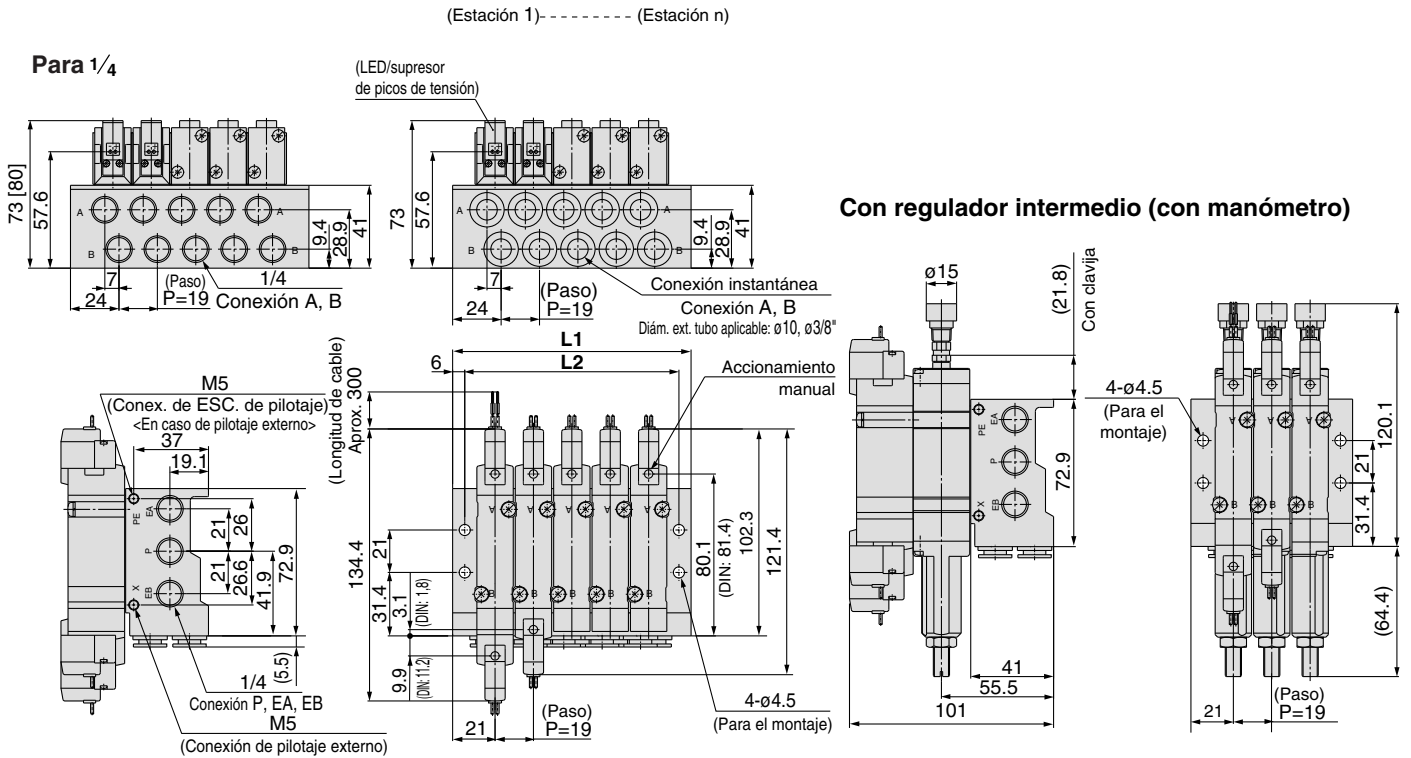 (Estación 1)---------- (Estación n)
Para 1/4
(LED/supresor
de picos de tensión)
73 [80]
57.6
A
A
B
B
9.4
28.9
41
7
24
(Paso)
P=19
1/4
Conexión A, B
73
57.6
A
A
B
B
9.4
28.9
41
7
24
(Paso)
P=19
Conexión instantánea
Conexión A, B
Diám. ext. tubo aplicable: ø10, ø3/8"
M5
(Conex. de ESC. de pilotaje)
<En caso de pilotaje externo>
37
19.1
PE
EA
P
X
EB
21
26
21
26.6
41.9
72.9
(5.5)
1/4
Conexión P, EA, EB
M5
(Conexión de pilotaje externo)
L1
L2
6
(Longitud de cable)
Aprox. 300
Accionamiento
manual
134.4
21
31.4
3.1
(DIN: 1,8)
9.9
(DIN: 11.2)
A
A
A
A
A
B
B
B
B
B
80.1
(DIN: 81.4)
102.3
121.4
21
(Paso)
P=19
4-ø4.5
(Para el montaje)
Con regulador intermedio (con manómetro)
ø15
(21.8)
Con clavija
PE
EA
P
X
EB
72.9
41
55.5
101
4-ø4.5
(Para el
montaje)
A
A
A
B
B
B
120.1
21
31.4
(64.4)
21
(Paso)
P=19